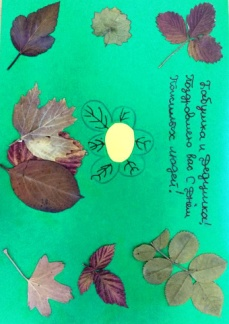 Бабушка и дедушка!
Поздравляю вас с днём
Пожилых людей!